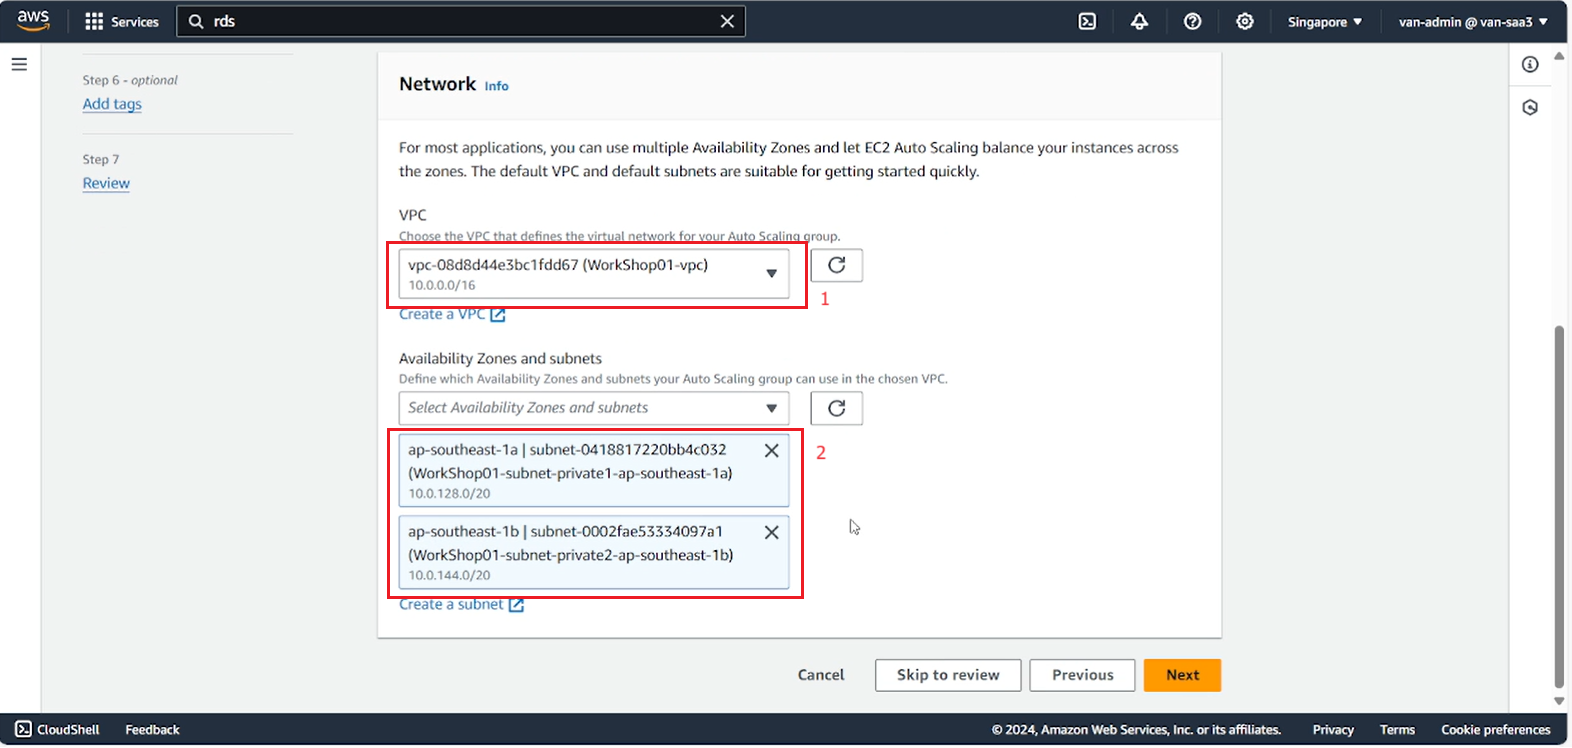 aws
Services
rds
Singapore
van-admin @ van-saa3
Step 6 - optional
Add tags
Step 7
Review
Network Info
For most applications, you can use multiple Availability Zones and let EC2 Auto Scaling balance your instances across
the zones. The default VPC and default subnets are suitable for getting started quickly.
VPC
Choose the VPC that defines the virtual network for your Auto Scaling group.
vpc-08d8d44e3bc1fdd67 (WorkShop01-vpc)
10.0.0.0/16
1
Create a VPC
Availability Zones and subnets
Define which Availability Zones and subnets your Auto Scaling group can use in the chosen VPC.
Select Availability Zones and subnets
ap-southeast-1a | subnet-0418817220bb4c032
(WorkShop01-subnet-private1-ap-southeast-1a)
10.0.128.0/20
2
ap-southeast-1b | subnet-0002fae53334097a1
(WorkShop01-subnet-private2-ap-southeast-1b)
10.0.144.0/20
Create a subnet
Cancel
Skip to review
Previous
Next
CloudShell
Feedback
© 2024, Amazon Web Services, Inc. or its affiliates.
Privacy
Terms
Cookie preferences